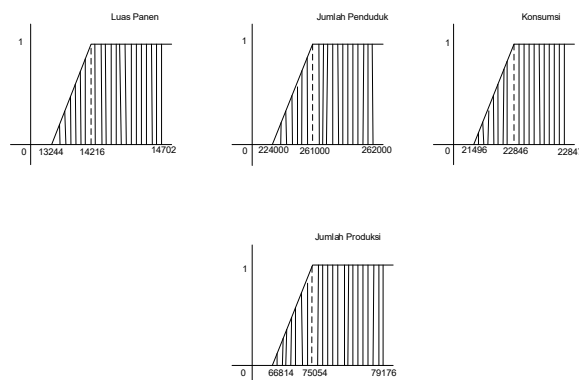 Luas Panen
1
0
13244 14216 14702
Jumlah Penduduk
1
0
224000 261000 262000
Konsumsi
1
0
21496 22846 22847
Jumlah Produksi
1
0
66814 75054 79176